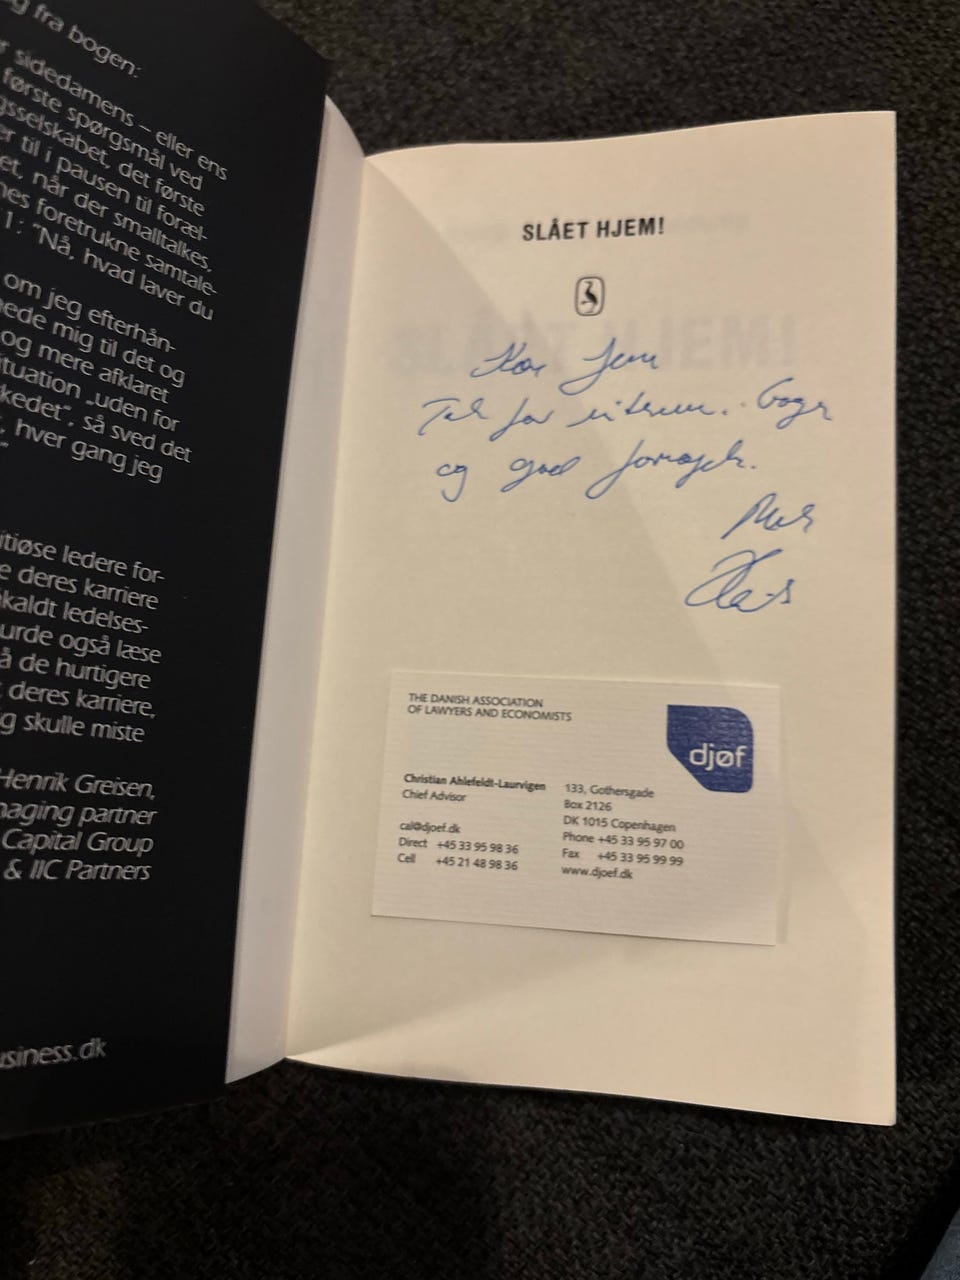 g fra bogen:
r sidedamens – eller ens
første spørgsmål ved
gsselskabet, det første
er til i pausen til foræl-
et, når der smalltalkes,
nes foretrukne samtale-
1: "Nå, hvad laver du
om jeg efterhån-
nede mig til det og
og mere afklaret
ituation „uden for
kedet", så sved det
, hver gang jeg
"
itiøse ledere for-
e deres karriere
kaldt ledelses-
urde også læse
å de hurtigere
t deres karriere,
ig skulle miste
Henrik Greisen,
naging partner
Capital Group
& IIC Partners
usiness.dk
SLÅET HJEM!
SLÅET HJEM!
Kære Jens
Tak for
og god
THE DANISH ASSOCIATION
OF LAWYERS AND ECONOMISTS
djøf
Christian Ahlefeldt-Laurvigen
Chief Advisor
cal@djoef.dk
Direct +45 33 95 98 36
Cell +45 21 48 98 36
133, Gothersgade
Box 2126
DK 1015 Copenhagen
Phone +45 33 95 97 00
Fax +45 33 95 99 99
www.djoef.dk